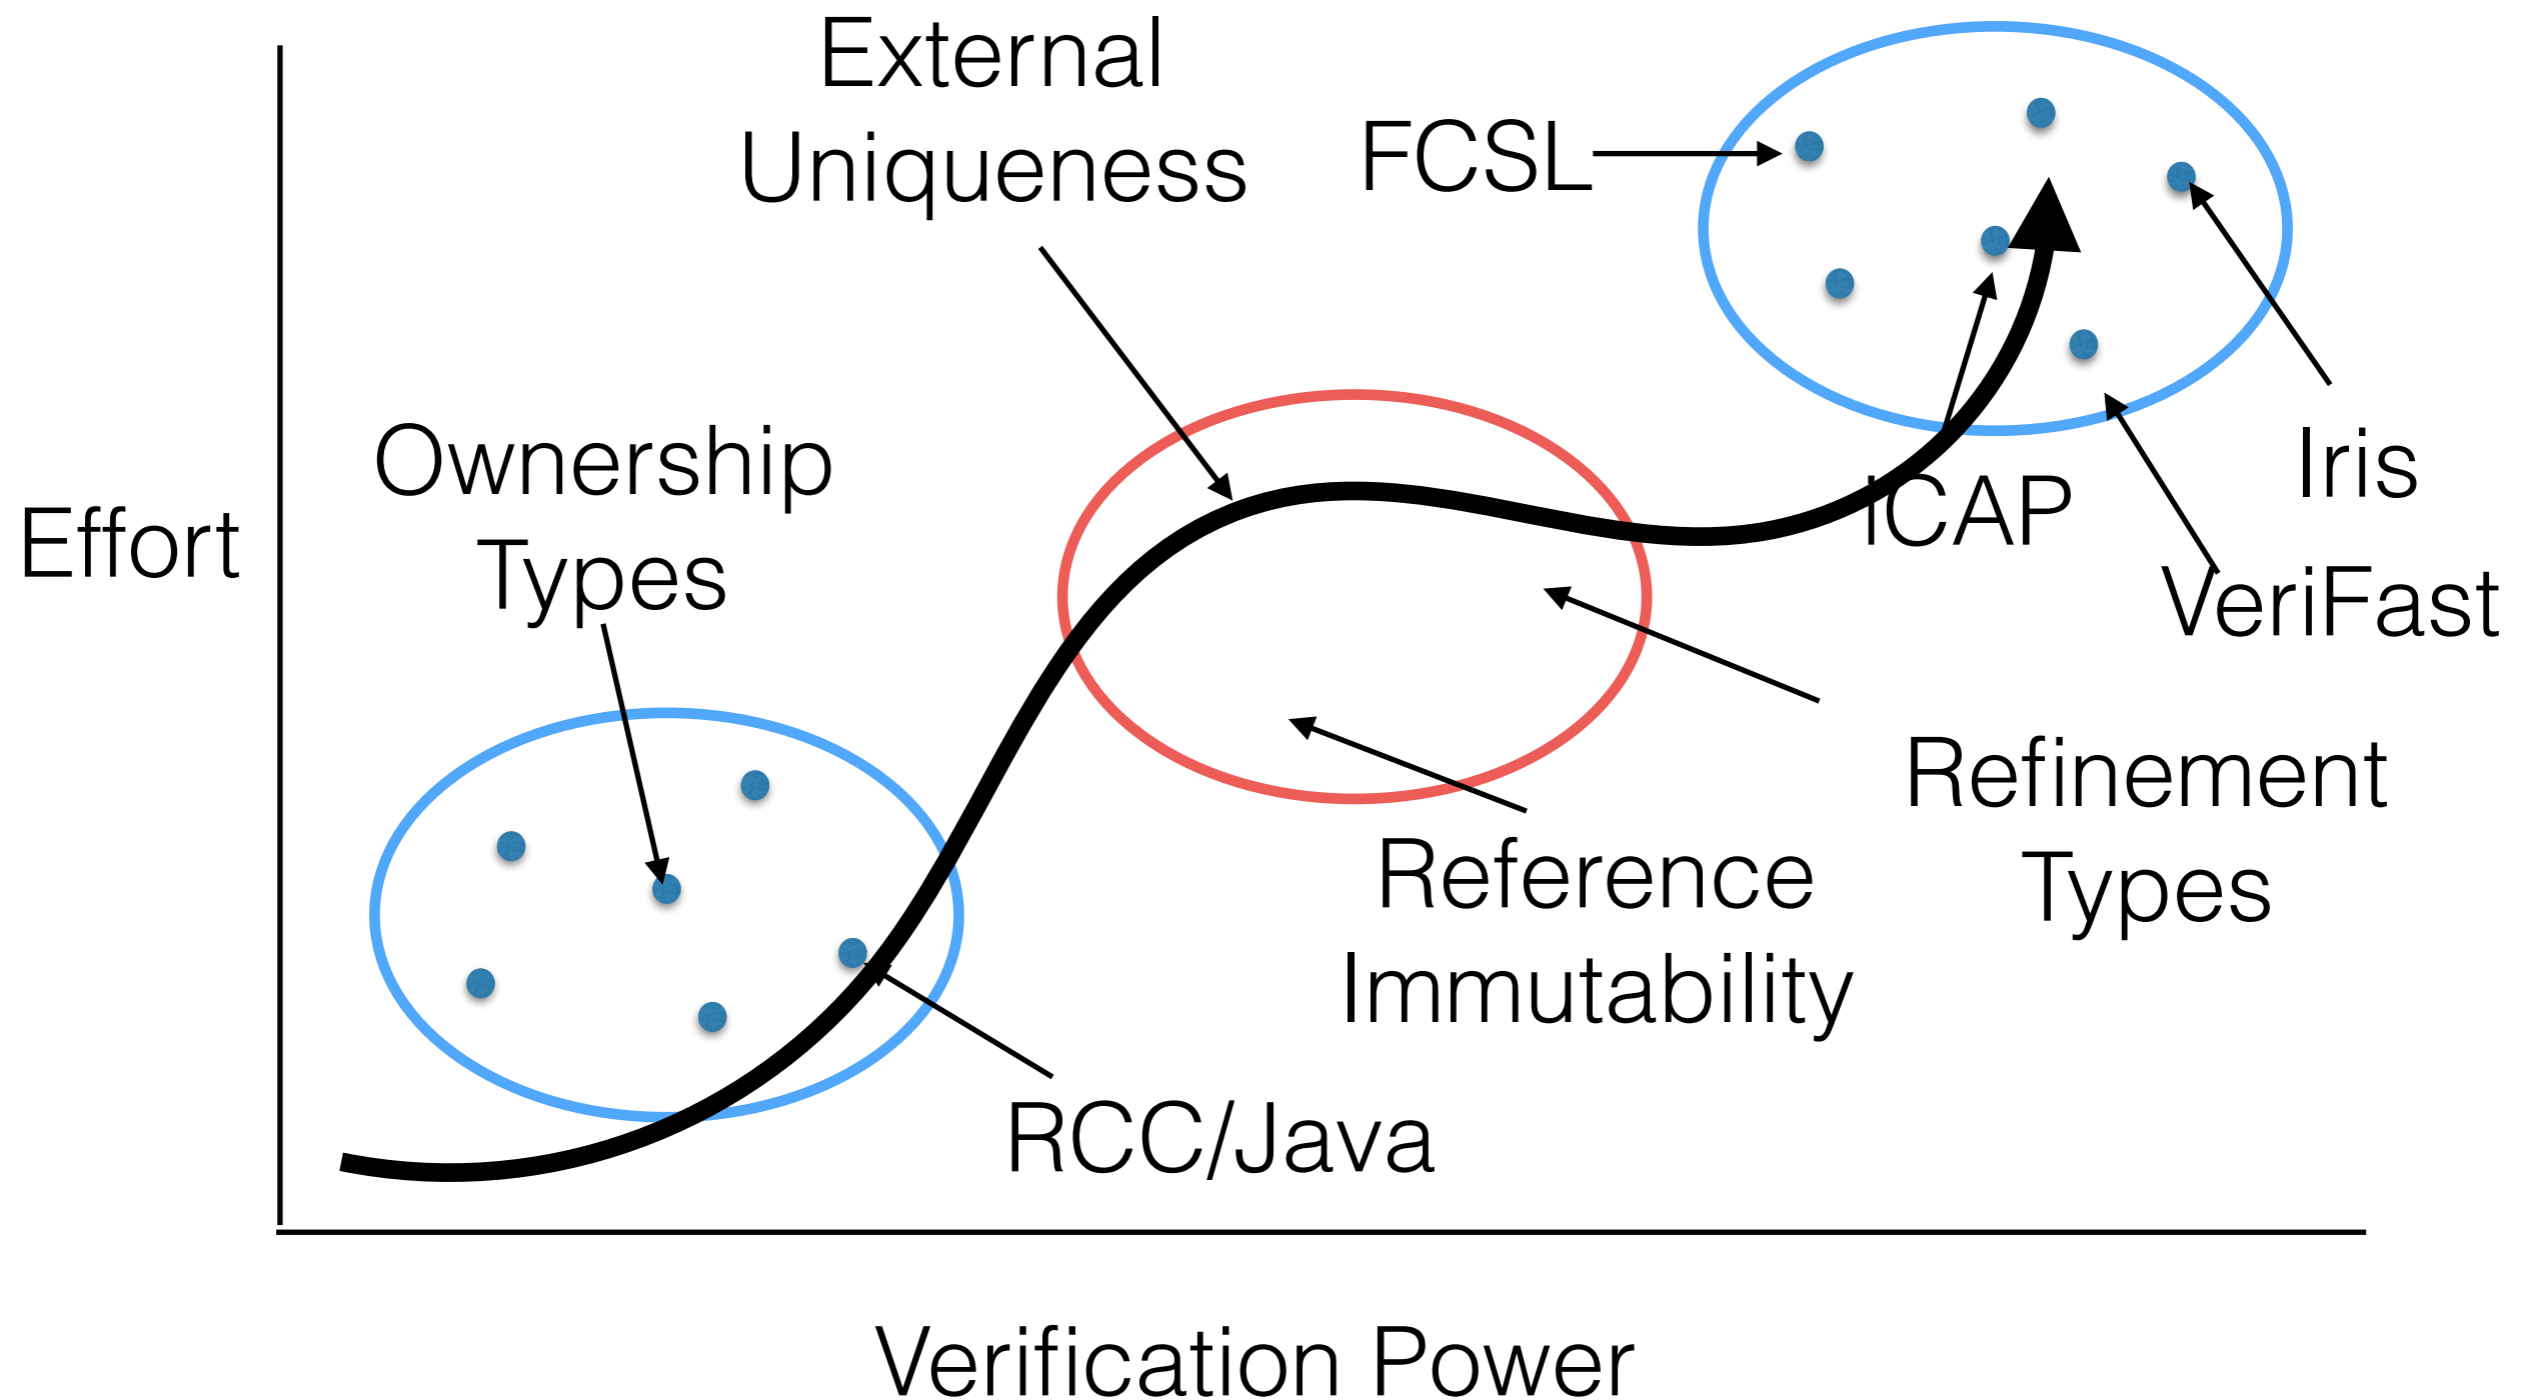 External
Uniqueness
FCSL
Ownership
Types
Effort
iCAP
Iris
VeriFast
Refinement
Types
Reference
Immutability
RCC/Java
Verification Power